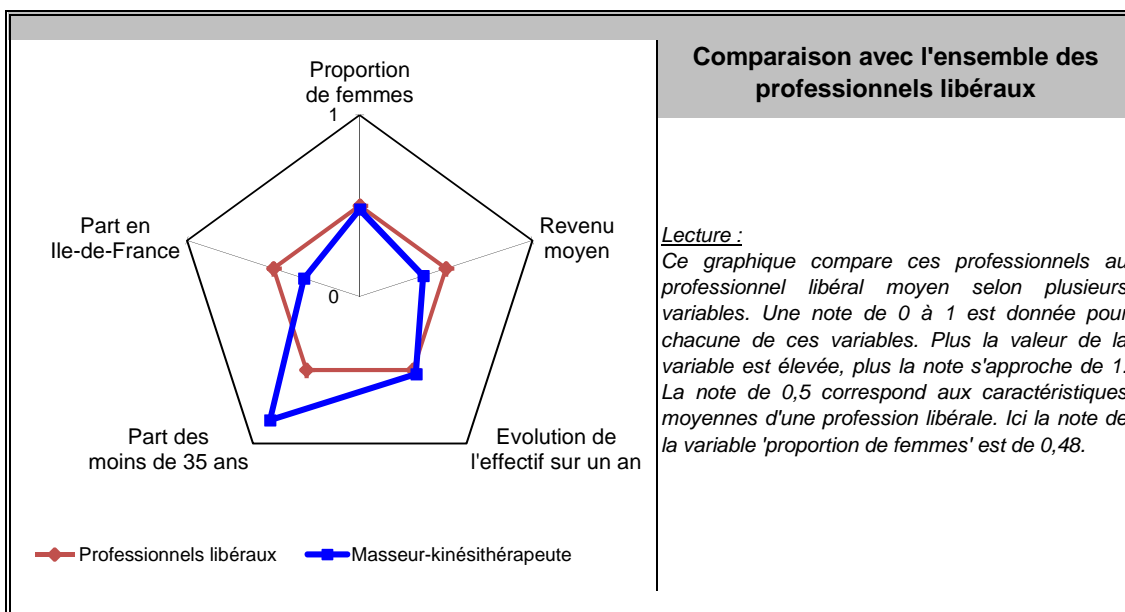 Comparaison avec l'ensemble des
professionnels libéraux
Proportion
de femmes
1
Part en
Ile-de-France
Revenu
moyen
0
Part des
moins de 35 ans
Evolution de
l'effectif sur un an
Professionnels libéraux
Masseur-kinésithérapeute
Lecture :
Ce graphique compare ces professionnels au
professionnel libéral moyen selon plusieurs
variables. Une note de 0 à 1 est donnée pour
chacune de ces variables. Plus la valeur de la
variable est élevée, plus la note s'approche de 1.
La note de 0,5 correspond aux caractéristiques
moyennes d'une profession libérale. Ici la note de
la variable 'proportion de femmes' est de 0,48.